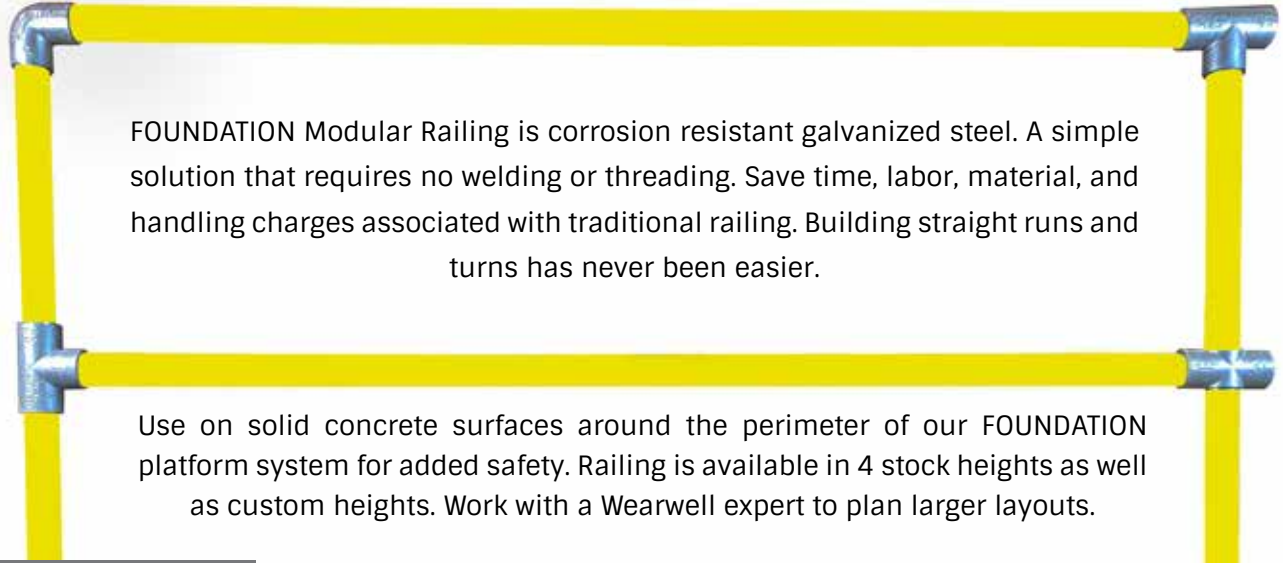 FOUNDATION Modular Railing is corrosion resistant galvanized steel. A simple
solution that requires no welding or threading. Save time, labor, material, and
handling charges associated with traditional railing. Building straight runs and
turns has never been easier.
Use on solid concrete surfaces around the perimeter of our FOUNDATION
platform system for added safety. Railing is available in 4 stock heights as well
as custom heights. Work with a Wearwell expert to plan larger layouts.